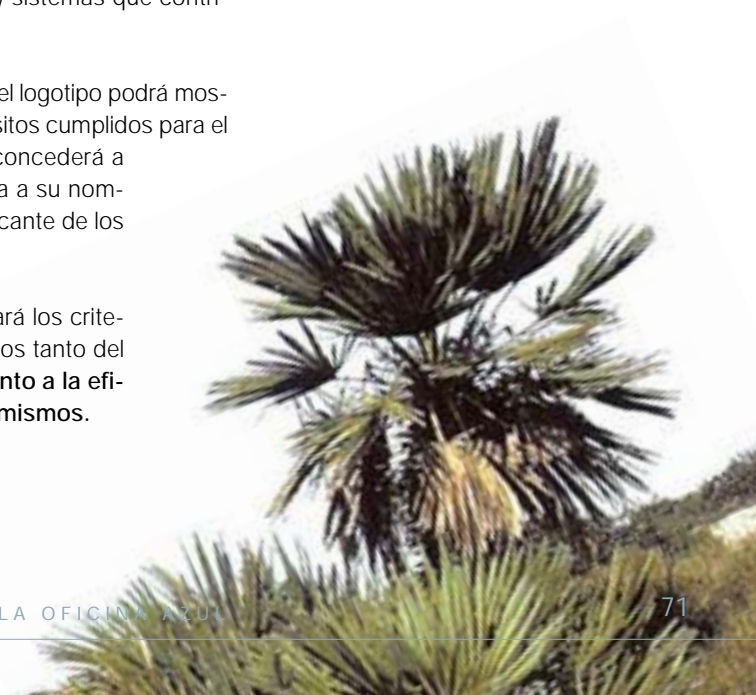 y sistemas que contri-
el logotipo podrá mos-
sitos cumplidos para el
concederá a
a a su nom-
cante de los
ará los crite-
os tanto del
nto a la efi-
mismos.
LA OFICINA AZUL
71